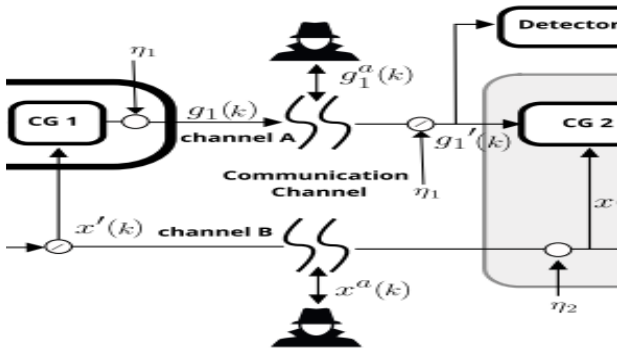 Detector
η₁
g₁ᵃ(k)
CG 1
g₁(k)
channel A
g₁′(k)
CG 2
Communication
Channel
η₁
x
x′(k)
channel B
xᵃ(k)
η₂